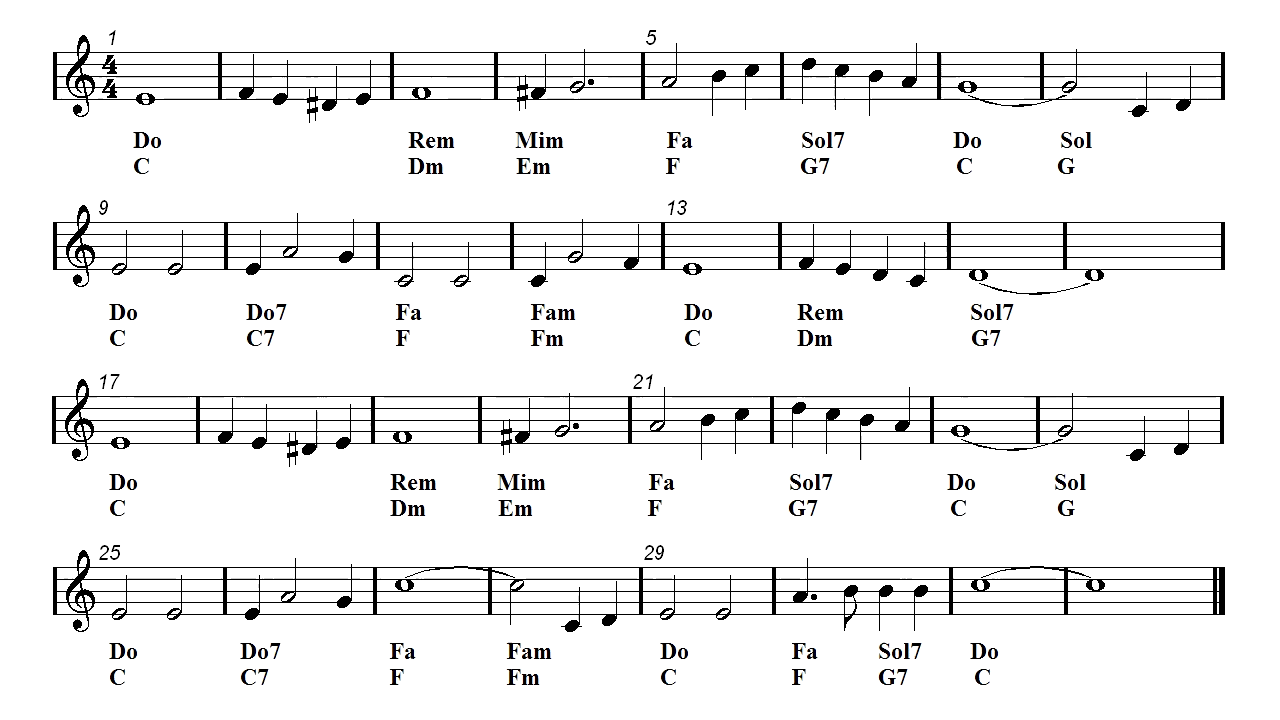 1 5
4
4
Do Rem Mim Fa Sol7 Do Sol
C Dm Em F G7 C G
9 13
Do Do7 Fa Fam Do Rem Sol7
C C7 F Fm C Dm G7
17 21
Do Rem Mim Fa Sol7 Do Sol
C Dm Em F G7 C G
25 29
Do Do7 Fa Fam Do Fa Sol7 Do
C C7 F Fm C F G7 C